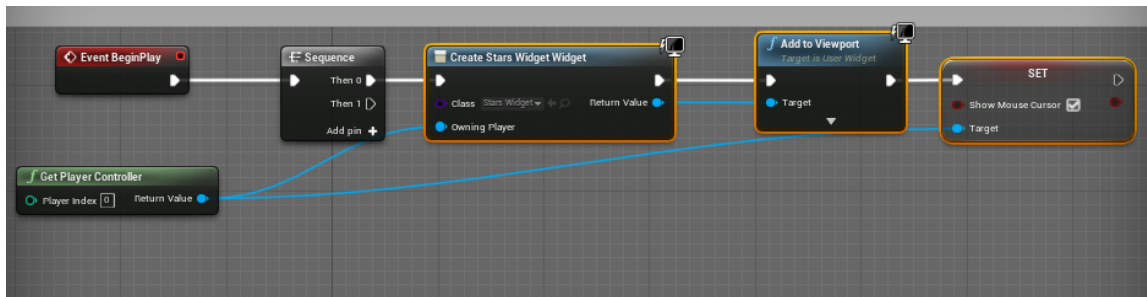 Event BeginPlay
Sequence
Then 0
Then 1
Add pin
Create Stars Widget Widget
Class Stars Widget
Return Value
Owning Player
Add to Viewport
Target is User Widget
Target
SET
Show Mouse Cursor
Target
Get Player Controller
Player Index 0
Return Value